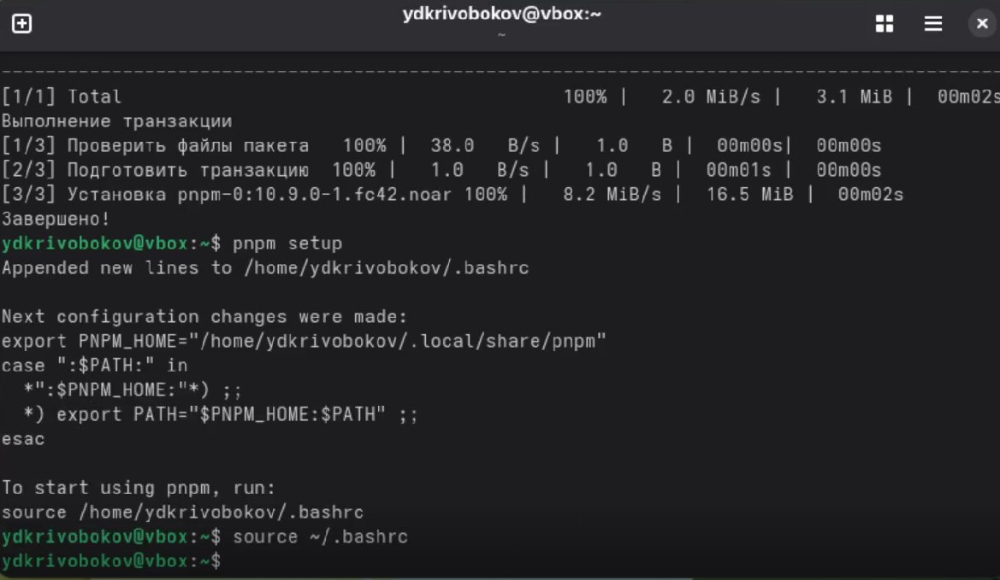 ydkrivobokov@vbox:~
~
--------------------------------------------------------------------------------
[1/1] Total 100% | 2.0 MiB/s | 3.1 MiB | 00m02s
Выполнение транзакции
[1/3] Проверить файлы пакета 100% | 38.0 B/s | 1.0 B | 00m00s| 00m00s
[2/3] Подготовить транзакцию 100% | 1.0 B/s | 1.0 B | 00m01s | 00m00s
[3/3] Установка pnpm-0:10.9.0-1.fc42.noar 100% | 8.2 MiB/s | 16.5 MiB | 00m02s
Завершено!
ydkrivobokov@vbox:~$ pnpm setup
Appended new lines to /home/ydkrivobokov/.bashrc
Next configuration changes were made:
export PNPM_HOME="/home/ydkrivobokov/.local/share/pnpm"
case ":$PATH:" in
  *":$PNPM_HOME:"*) ;;
  *) export PATH="$PNPM_HOME:$PATH" ;;
esac
To start using pnpm, run:
source /home/ydkrivobokov/.bashrc
ydkrivobokov@vbox:~$ source ~/.bashrc
ydkrivobokov@vbox:~$